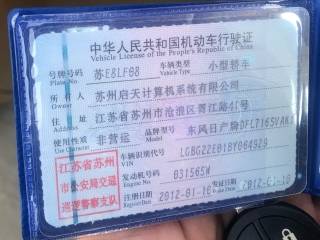 中华人民共和国机动车行驶证
Vehicle License of the People's Republic of China
号牌号码 苏E8LF68 车辆类型 小型轿车
Plate No. Vehicle Type
所有人 苏州启天计算机系统有限公司
Owner
住址 江苏省苏州市沧浪区胥江路4号
Address
使用性质 非营运 品牌型号 东风日产牌DFL7165VAK1
Use Character Model
江苏省苏州市公安局交通巡逻警察支队
车辆识别代号 LGBG22E01BY064929
VIN
发动机号码 031565W
Engine No.
注册日期 2012-01-16 发证日期 2012-01-16
Register Date Issue Date